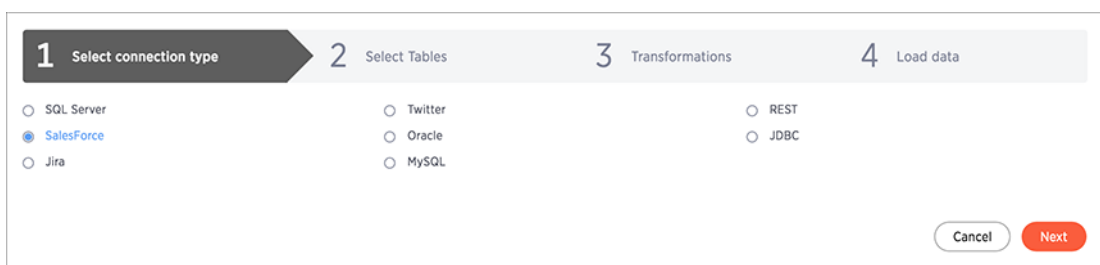 1 Select connection type 2 Select Tables 3 Transformations 4 Load data
SQL Server Twitter REST
SalesForce Oracle JDBC
Jira MySQL
Cancel Next